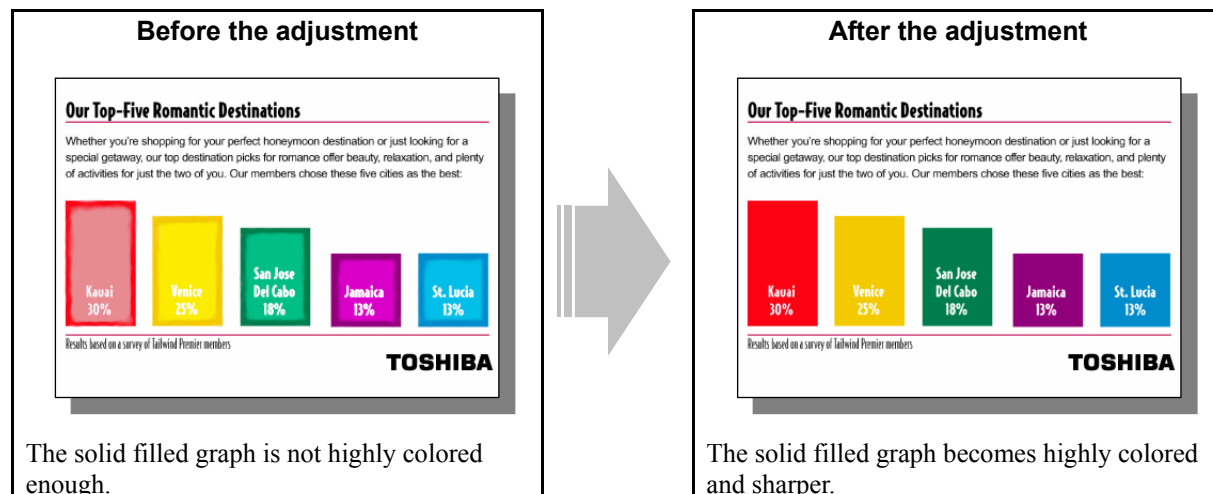 Before the adjustment
Our Top-Five Romantic Destinations
Whether you're shopping for your perfect honeymoon destination or just looking for a
special getaway, our top destination picks for romance offer beauty, relaxation, and plenty
of activities for just the two of you. Our members chose these five cities as the best:
Kauai
30%
Venice
25%
San Jose
Del Cabo
18%
Jamaica
13%
St. Lucia
13%
Results based on a survey of Tailwind Premier members
TOSHIBA
The solid filled graph is not highly colored
enough.
After the adjustment
Our Top-Five Romantic Destinations
Whether you're shopping for your perfect honeymoon destination or just looking for a
special getaway, our top destination picks for romance offer beauty, relaxation, and plenty
of activities for just the two of you. Our members chose these five cities as the best:
Kauai
30%
Venice
25%
San Jose
Del Cabo
18%
Jamaica
13%
St. Lucia
13%
Results based on a survey of Tailwind Premier members
TOSHIBA
The solid filled graph becomes highly colored
and sharper.